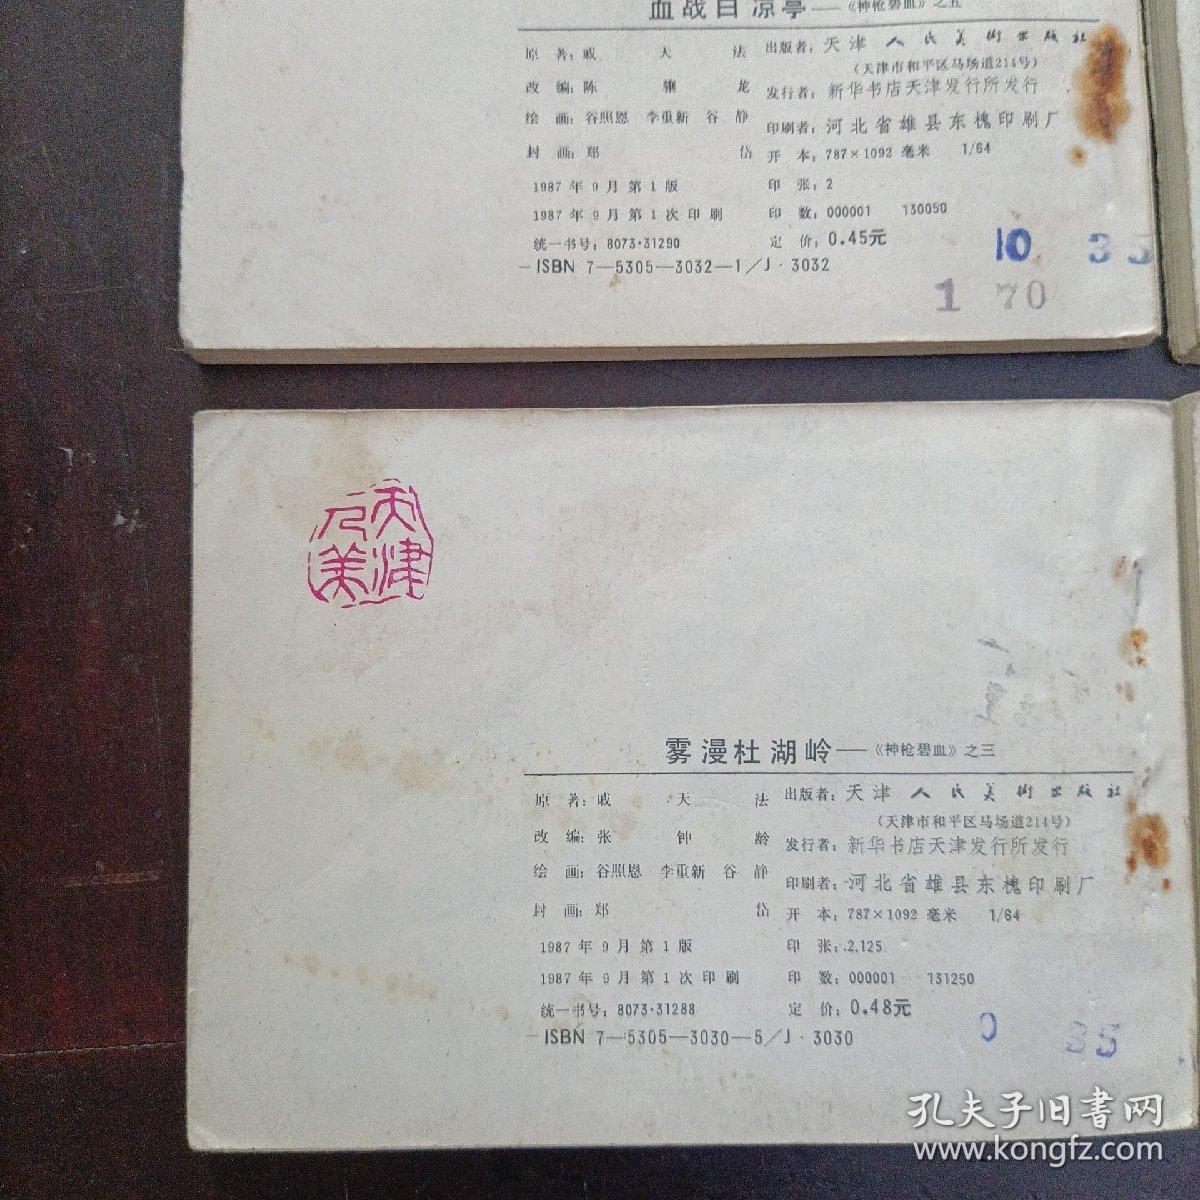 血战白凉亭——《神枪碧血》之五
原 著：戚 天 法
改 编：陈 骧 龙
绘 画：谷照恩 李重新 谷 静
封 画：郑 岱
1987年9月第1版
1987年9月第1次印刷
统一书号：8073·31290
出版者：天津人民美術出版社
（天津市和平区马场道214号）
发行者：新华书店天津发行所发行
印刷者：河北省雄县东槐印刷厂
开 本：787×1092 毫米 1/64
印 张：2
印 数：000001 130050
定 价：0.45元
ISBN 7—5305—3032—1／J·3032
10 35
1 70
天津
人美
雾漫杜湖岭——《神枪碧血》之三
原 著：戚 天 法
改 编：张 钟 龄
绘 画：谷照恩 李重新 谷 静
封 画：郑 岱
1987年9月第1版
1987年9月第1次印刷
统一书号：8073·31288
出版者：天津人民美術出版社
（天津市和平区马场道214号）
发行者：新华书店天津发行所发行
印刷者：河北省雄县东槐印刷厂
开 本：787×1092 毫米 1/64
印 张：2.125
印 数：000001 131250
定 价：0.48元
ISBN 7—5305—3030—5／J·3030
0 35
孔夫子旧书网
www.kongfz.com